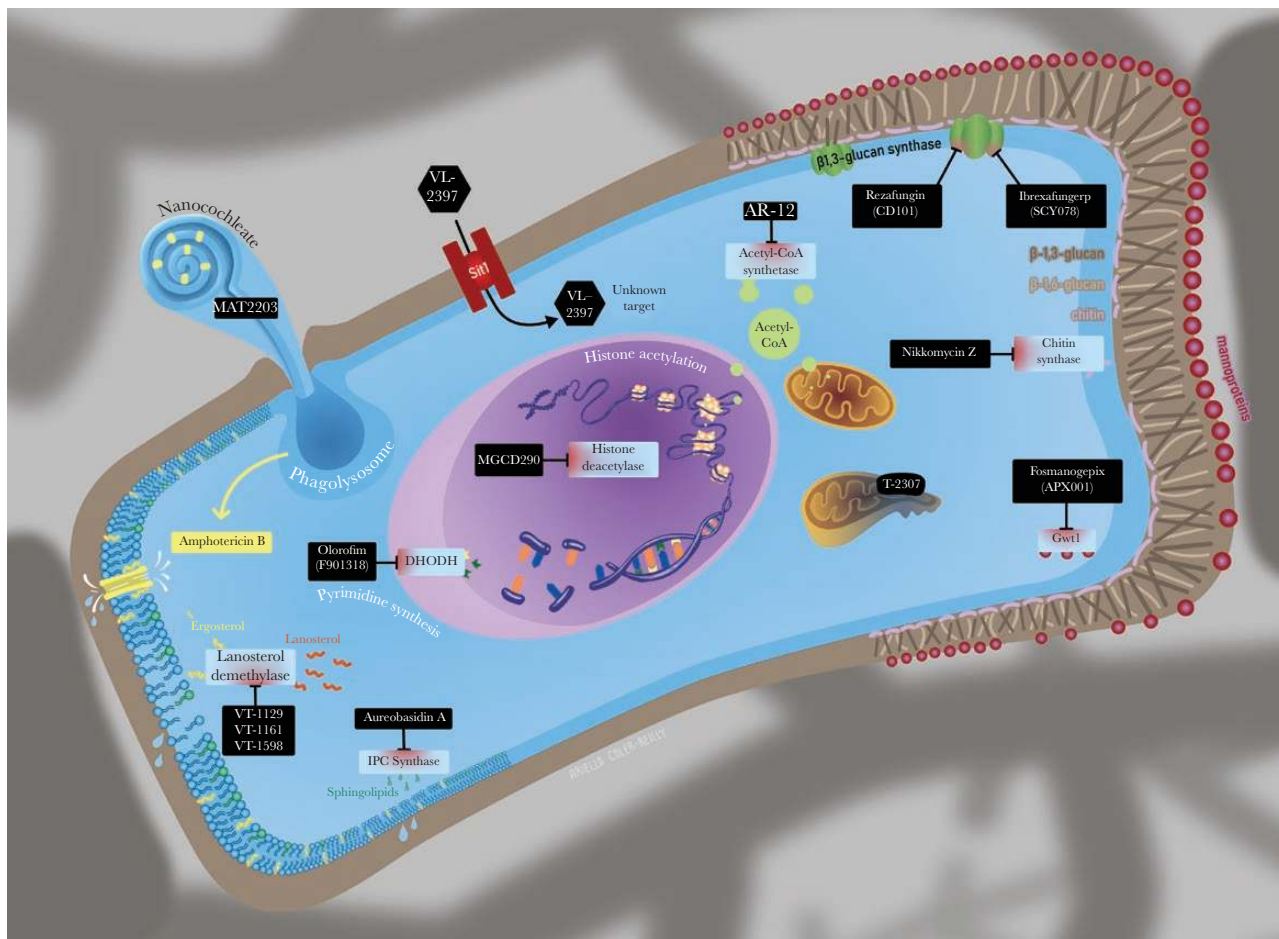 Nanocochleate
MAT2203
VL-
2397
Sit1
VL-
2397
Unknown
target
β1,3-glucan synthase
Rezafungin
(CD101)
Ibrexafungerp
(SCY078)
AR-12
Acetyl-CoA
synthetase
Acetyl-
CoA
β-1,3-glucan
β-1,6-glucan
chitin
Nikkomycin Z
Chitin
synthase
mannoproteins
Histone acetylation
MGCD290
Histone
deacetylase
T-2307
Fosmanogepix
(APX001)
Gwt1
Phagolysosome
Amphotericin B
Olorofim
(F901318)
DHODH
Pyrimidine synthesis
Ergosterol
Lanosterol
Lanosterol
demethylase
VT-1129
VT-1161
VT-1598
Aureobasidin A
IPC Synthase
Sphingolipids
ARIELLO COLER-REILLY